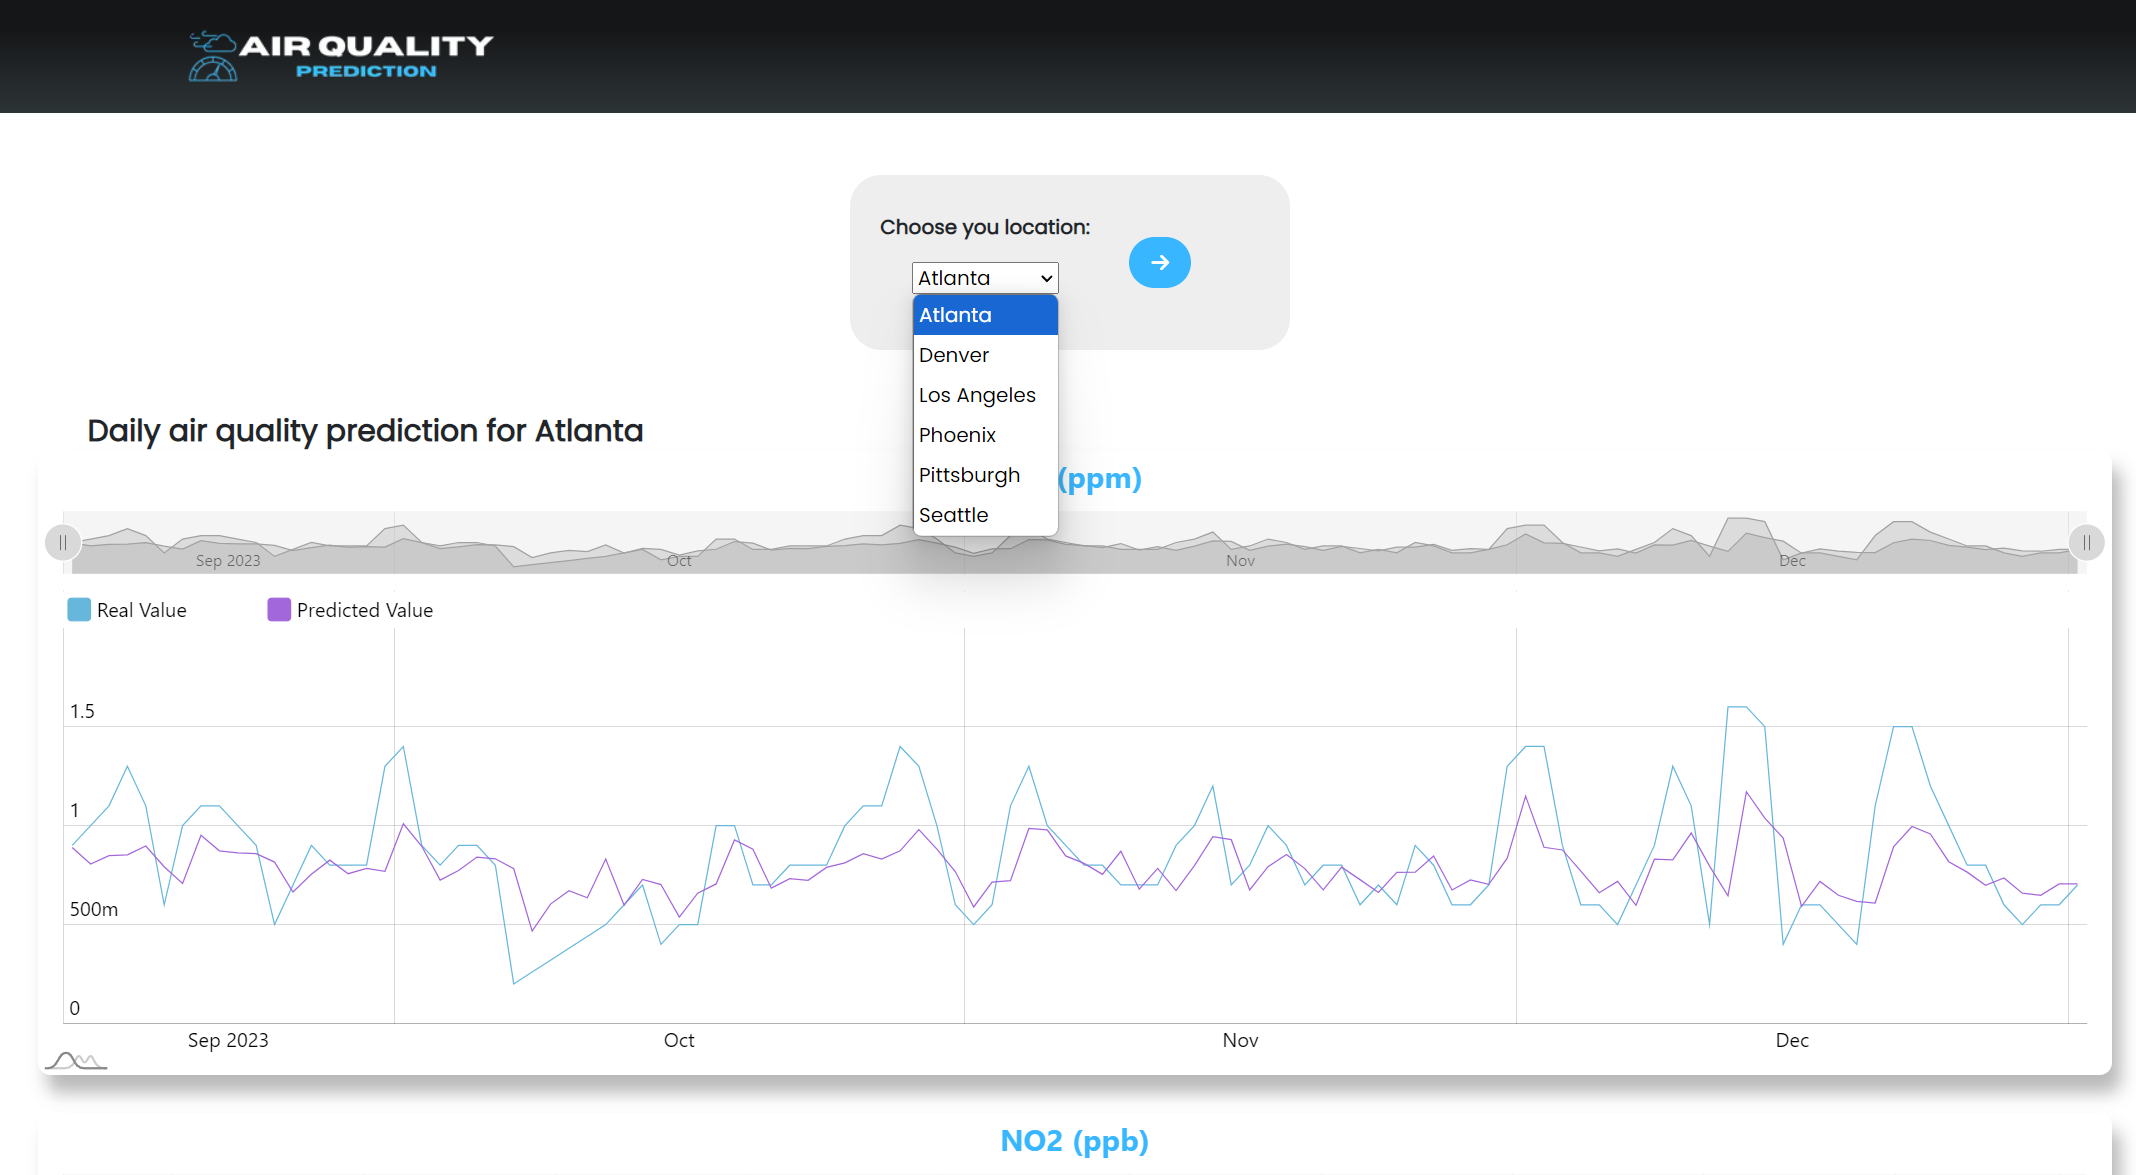 AIR QUALITY
PREDICTION
Choose you location:
Atlanta
Atlanta
Denver
Los Angeles
Phoenix
Pittsburgh
Seattle
Daily air quality prediction for Atlanta
(ppm)
Sep 2023 Oct Nov Dec
Real Value Predicted Value
1.5
1
500m
0
Sep 2023 Oct Nov Dec
NO2 (ppb)